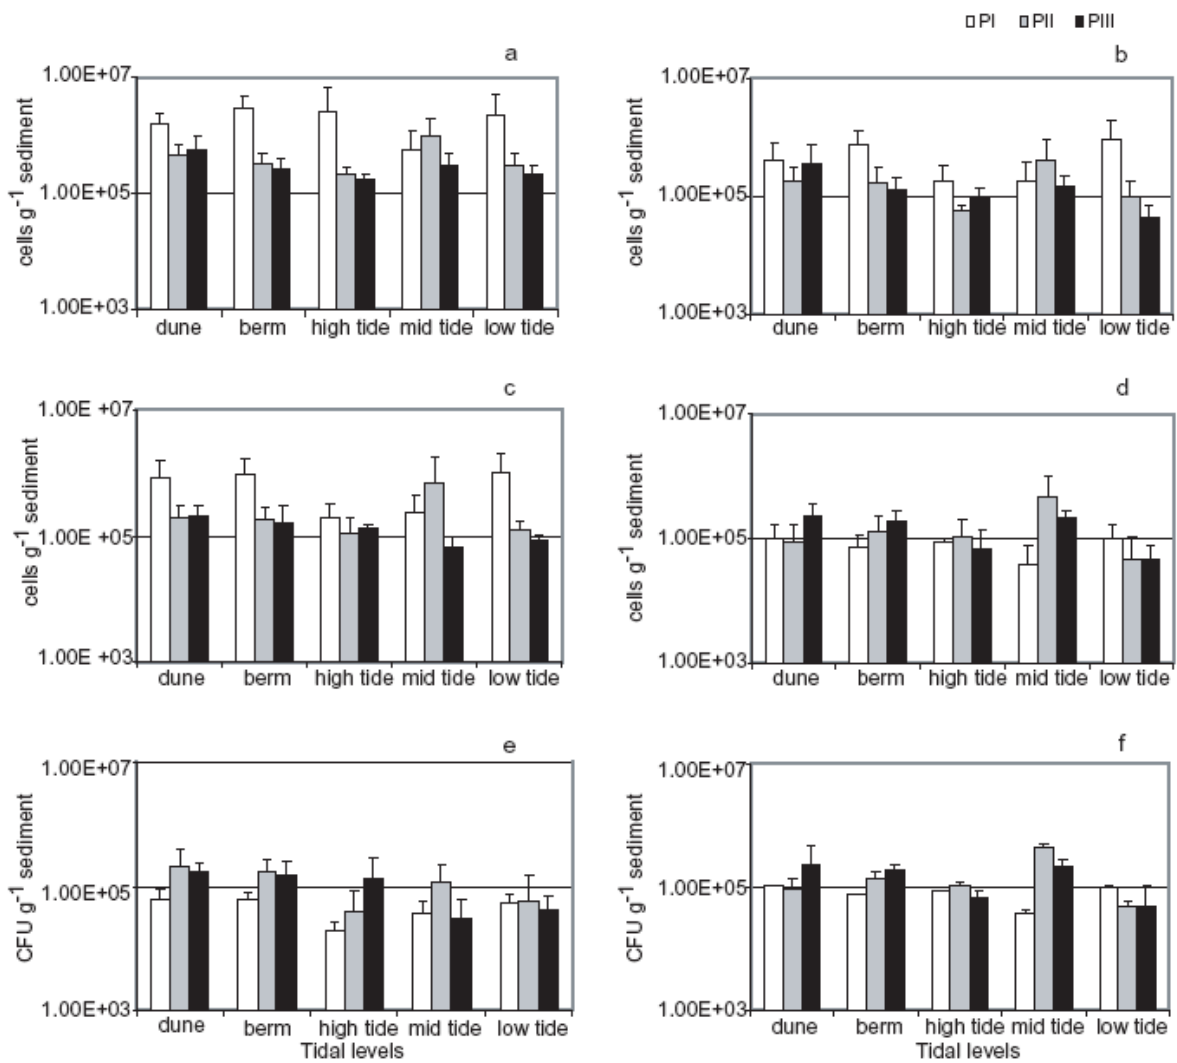 PI PII PIII
a
1.00E+07
1.00E+05
1.00E+03
cells g-1 sediment
dune berm high tide mid tide low tide
b
1.00E+07
1.00E+05
1.00E+03
cells g-1 sediment
dune berm high tide mid tide low tide
c
1.00E +07
1.00E +05
1.00E +03
cells g-1 sediment
dune berm high tide mid tide low tide
d
1.00E+07
1.00E+05
1.00E+03
cells g-1 sediment
dune berm high tide mid tide low tide
e
1.00E+07
1.00E+05
1.00E+03
CFU g-1 sediment
dune berm high tide mid tide low tide
Tidal levels
f
1.00E+07
1.00E+05
1.00E+03
CFU g-1 sediment
dune berm high tide mid tide low tide
Tidal levels